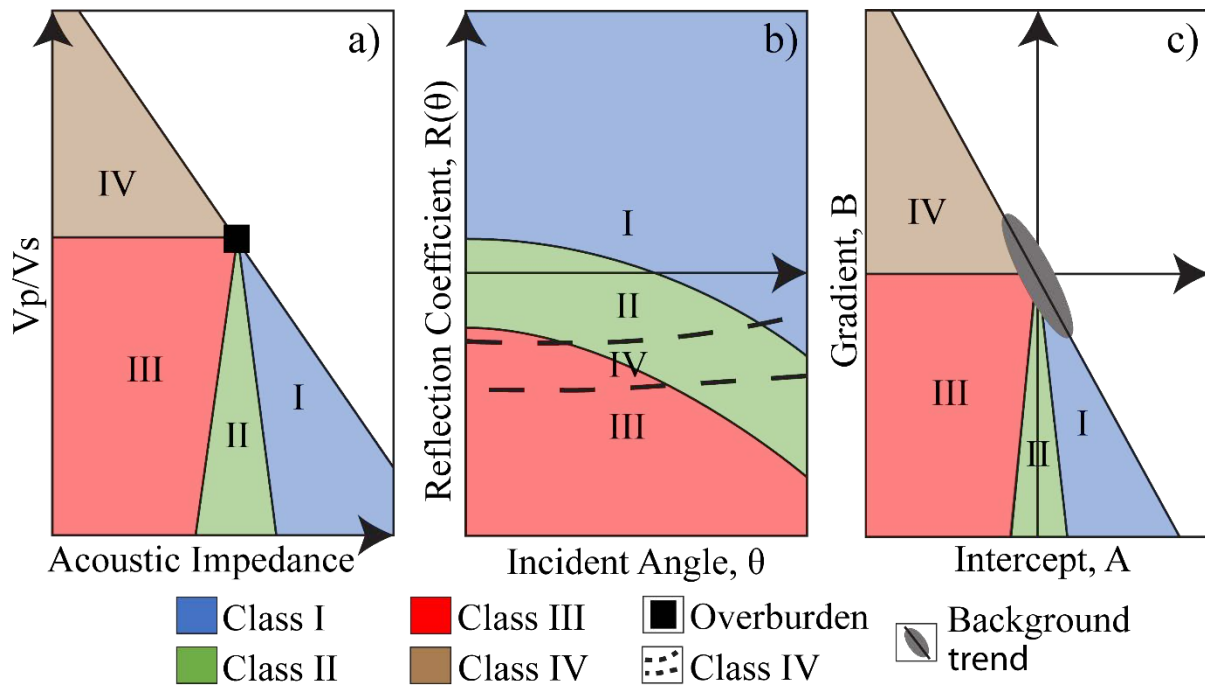 a)
IV
III
II
I
Vp/Vs
Acoustic Impedance
b)
I
II
IV
III
Reflection Coefficient, R(θ)
Incident Angle, θ
c)
IV
III
II
I
Gradient, B
Intercept, A
Class I
Class III
Overburden
Background
trend
Class II
Class IV
Class IV